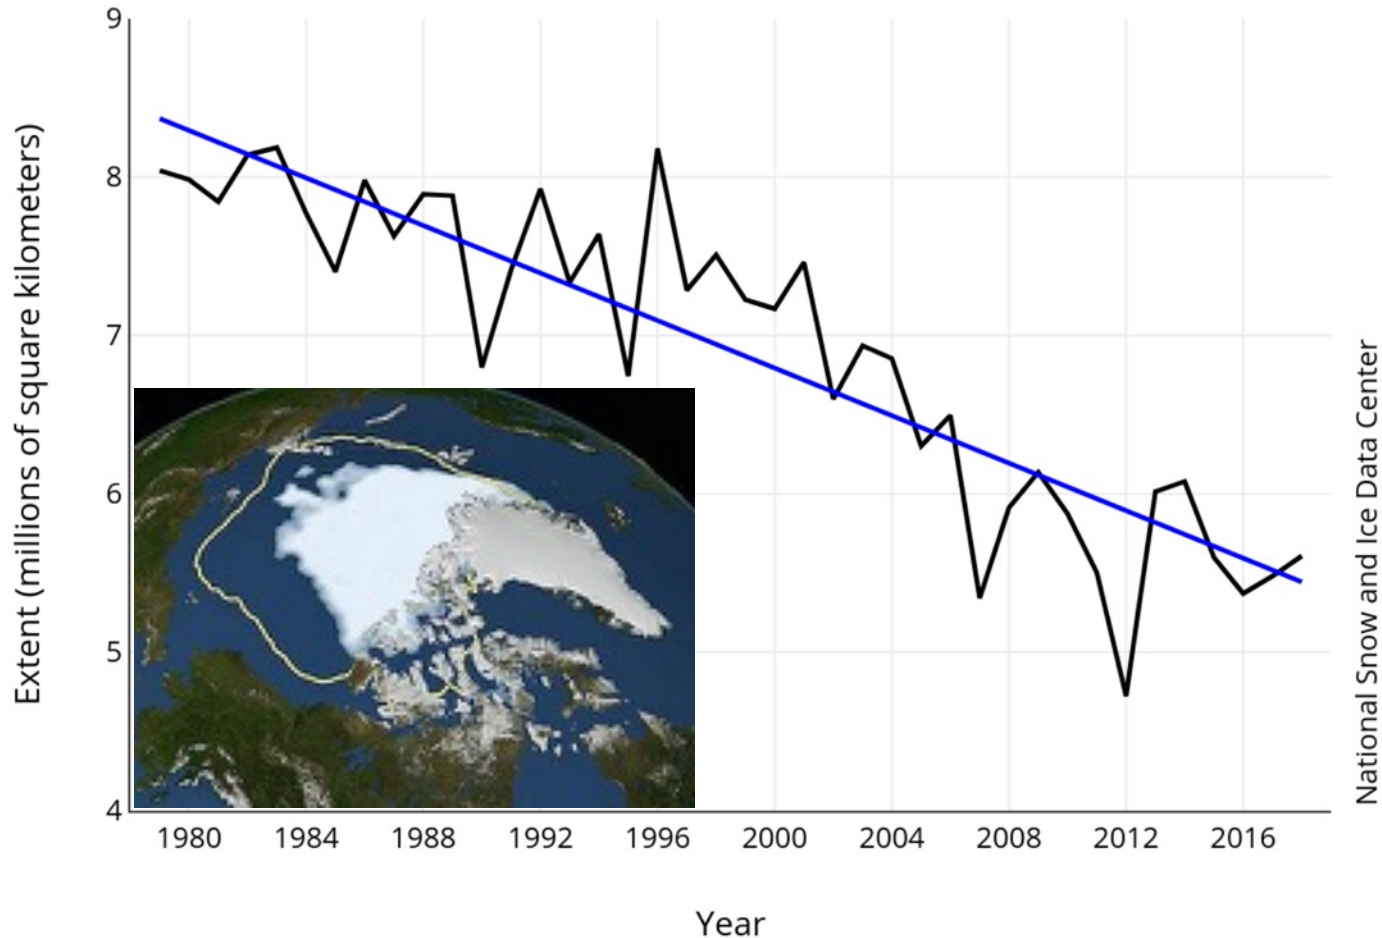 Extent (millions of square kilometers)
9
8
7
6
5
4
1980 1984 1988 1992 1996 2000 2004 2008 2012 2016
Year
National Snow and Ice Data Center